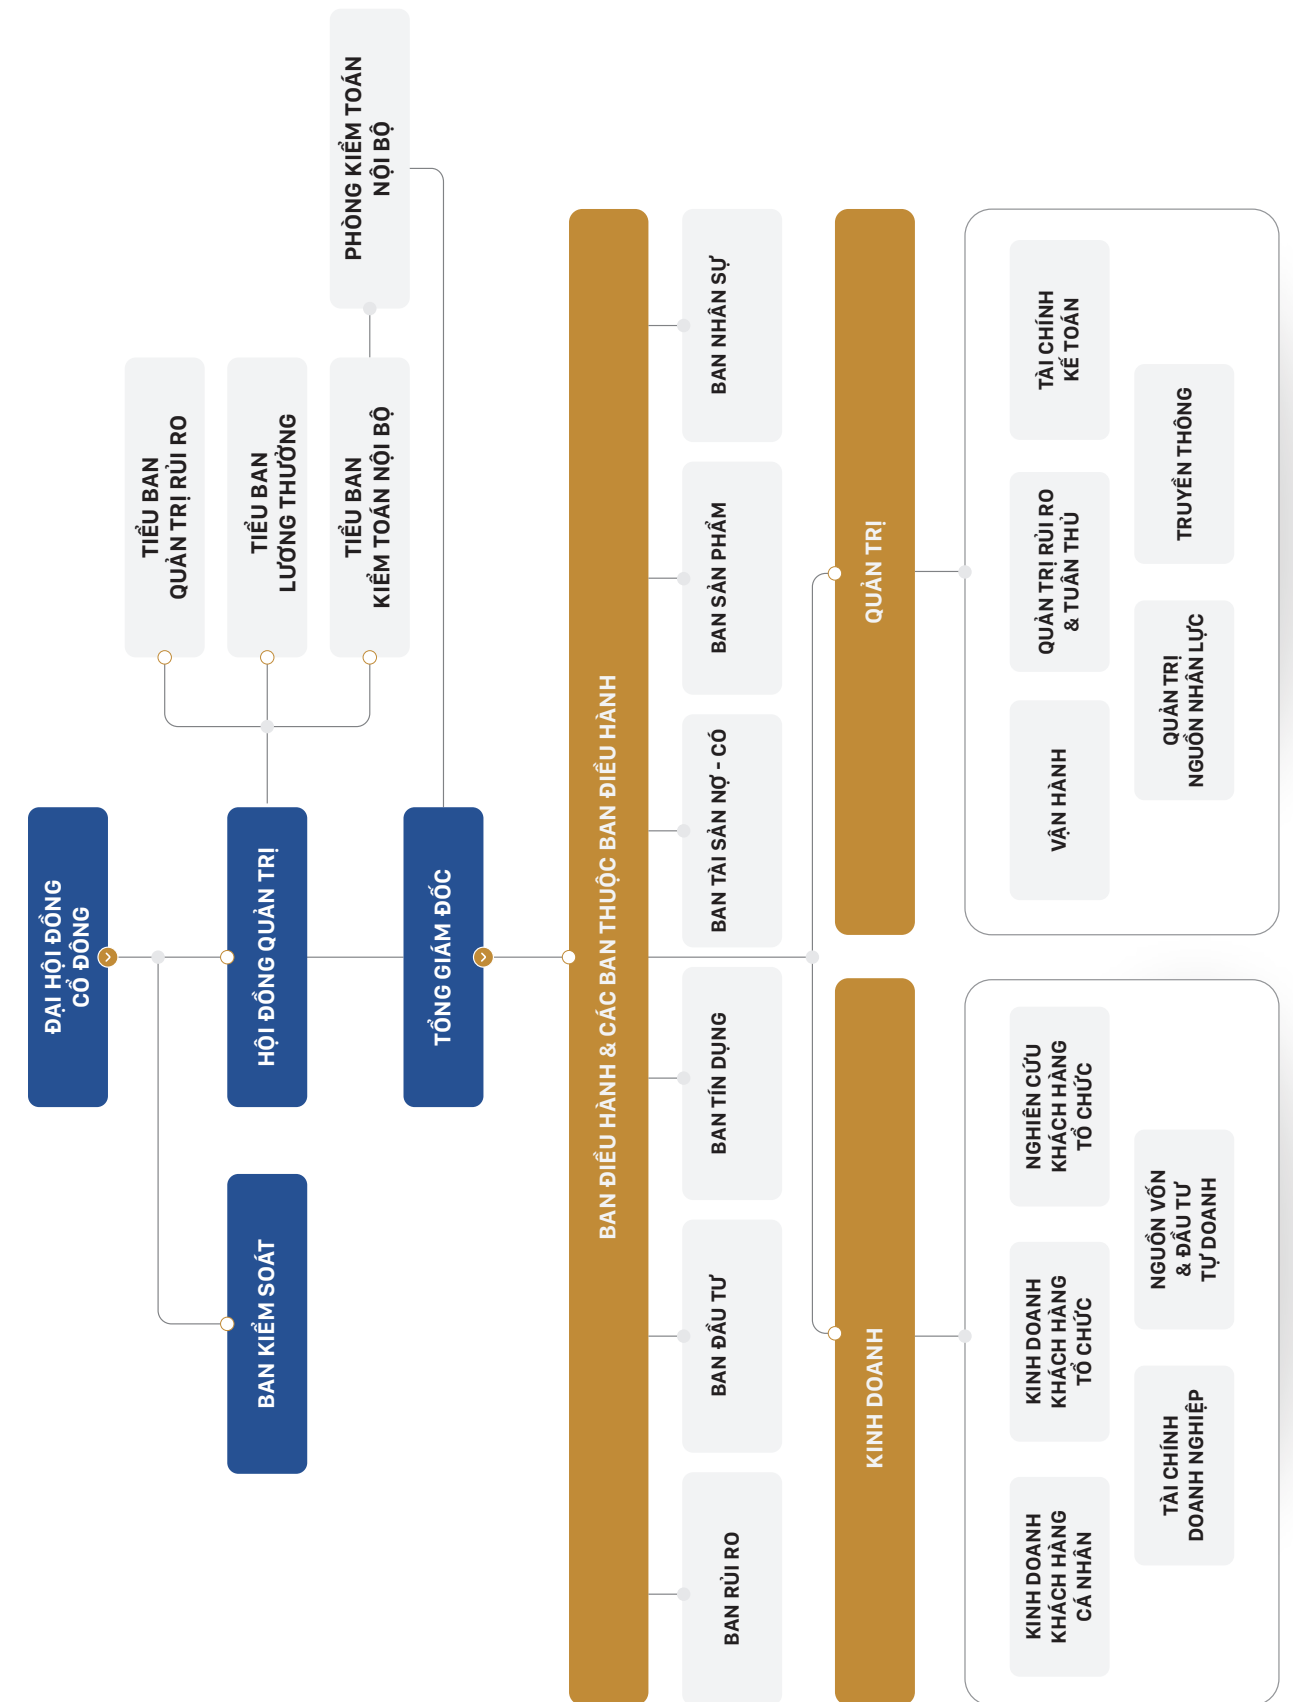 ĐẠI HỘI ĐỒNG
CỔ ĐÔNG
TIỂU BAN
QUẢN TRỊ RỦI RO
BAN KIỂM SOÁT
HỘI ĐỒNG QUẢN TRỊ
TIỂU BAN
LƯƠNG THƯỞNG
TIỂU BAN
KIỂM TOÁN NỘI BỘ
PHÒNG KIỂM TOÁN
NỘI BỘ
TỔNG GIÁM ĐỐC
BAN ĐIỀU HÀNH & CÁC BAN THUỘC BAN ĐIỀU HÀNH
BAN RỦI RO
BAN ĐẦU TƯ
BAN TÍN DỤNG
BAN TÀI SẢN NỢ - CÓ
BAN SẢN PHẨM
BAN NHÂN SỰ
KINH DOANH
QUẢN TRỊ
KINH DOANH
KHÁCH HÀNG
CÁ NHÂN
KINH DOANH
KHÁCH HÀNG
TỔ CHỨC
NGHIÊN CỨU
KHÁCH HÀNG
TỔ CHỨC
TÀI CHÍNH
DOANH NGHIỆP
NGUỒN VỐN
& ĐẦU TƯ
TỰ DOANH
VẬN HÀNH
QUẢN TRỊ RỦI RO
& TUÂN THỦ
TÀI CHÍNH
KẾ TOÁN
QUẢN TRỊ
NGUỒN NHÂN LỰC
TRUYỀN THÔNG